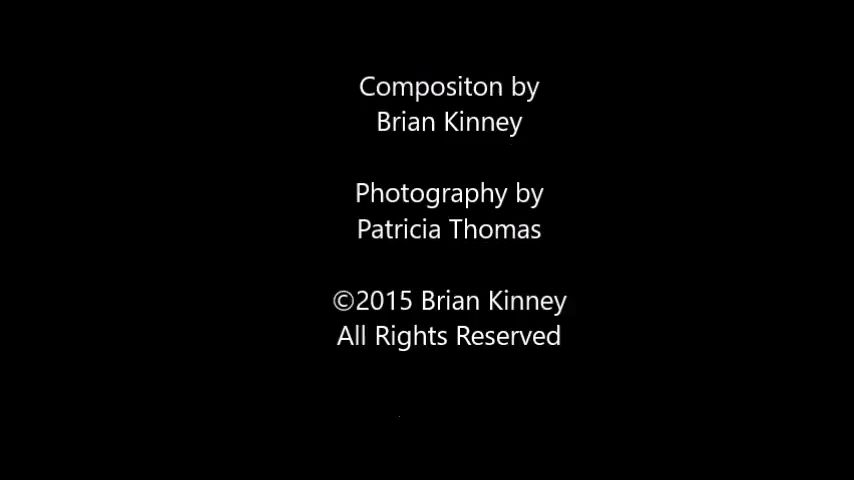 Compositon by
Brian Kinney
Photography by
Patricia Thomas
©2015 Brian Kinney
All Rights Reserved